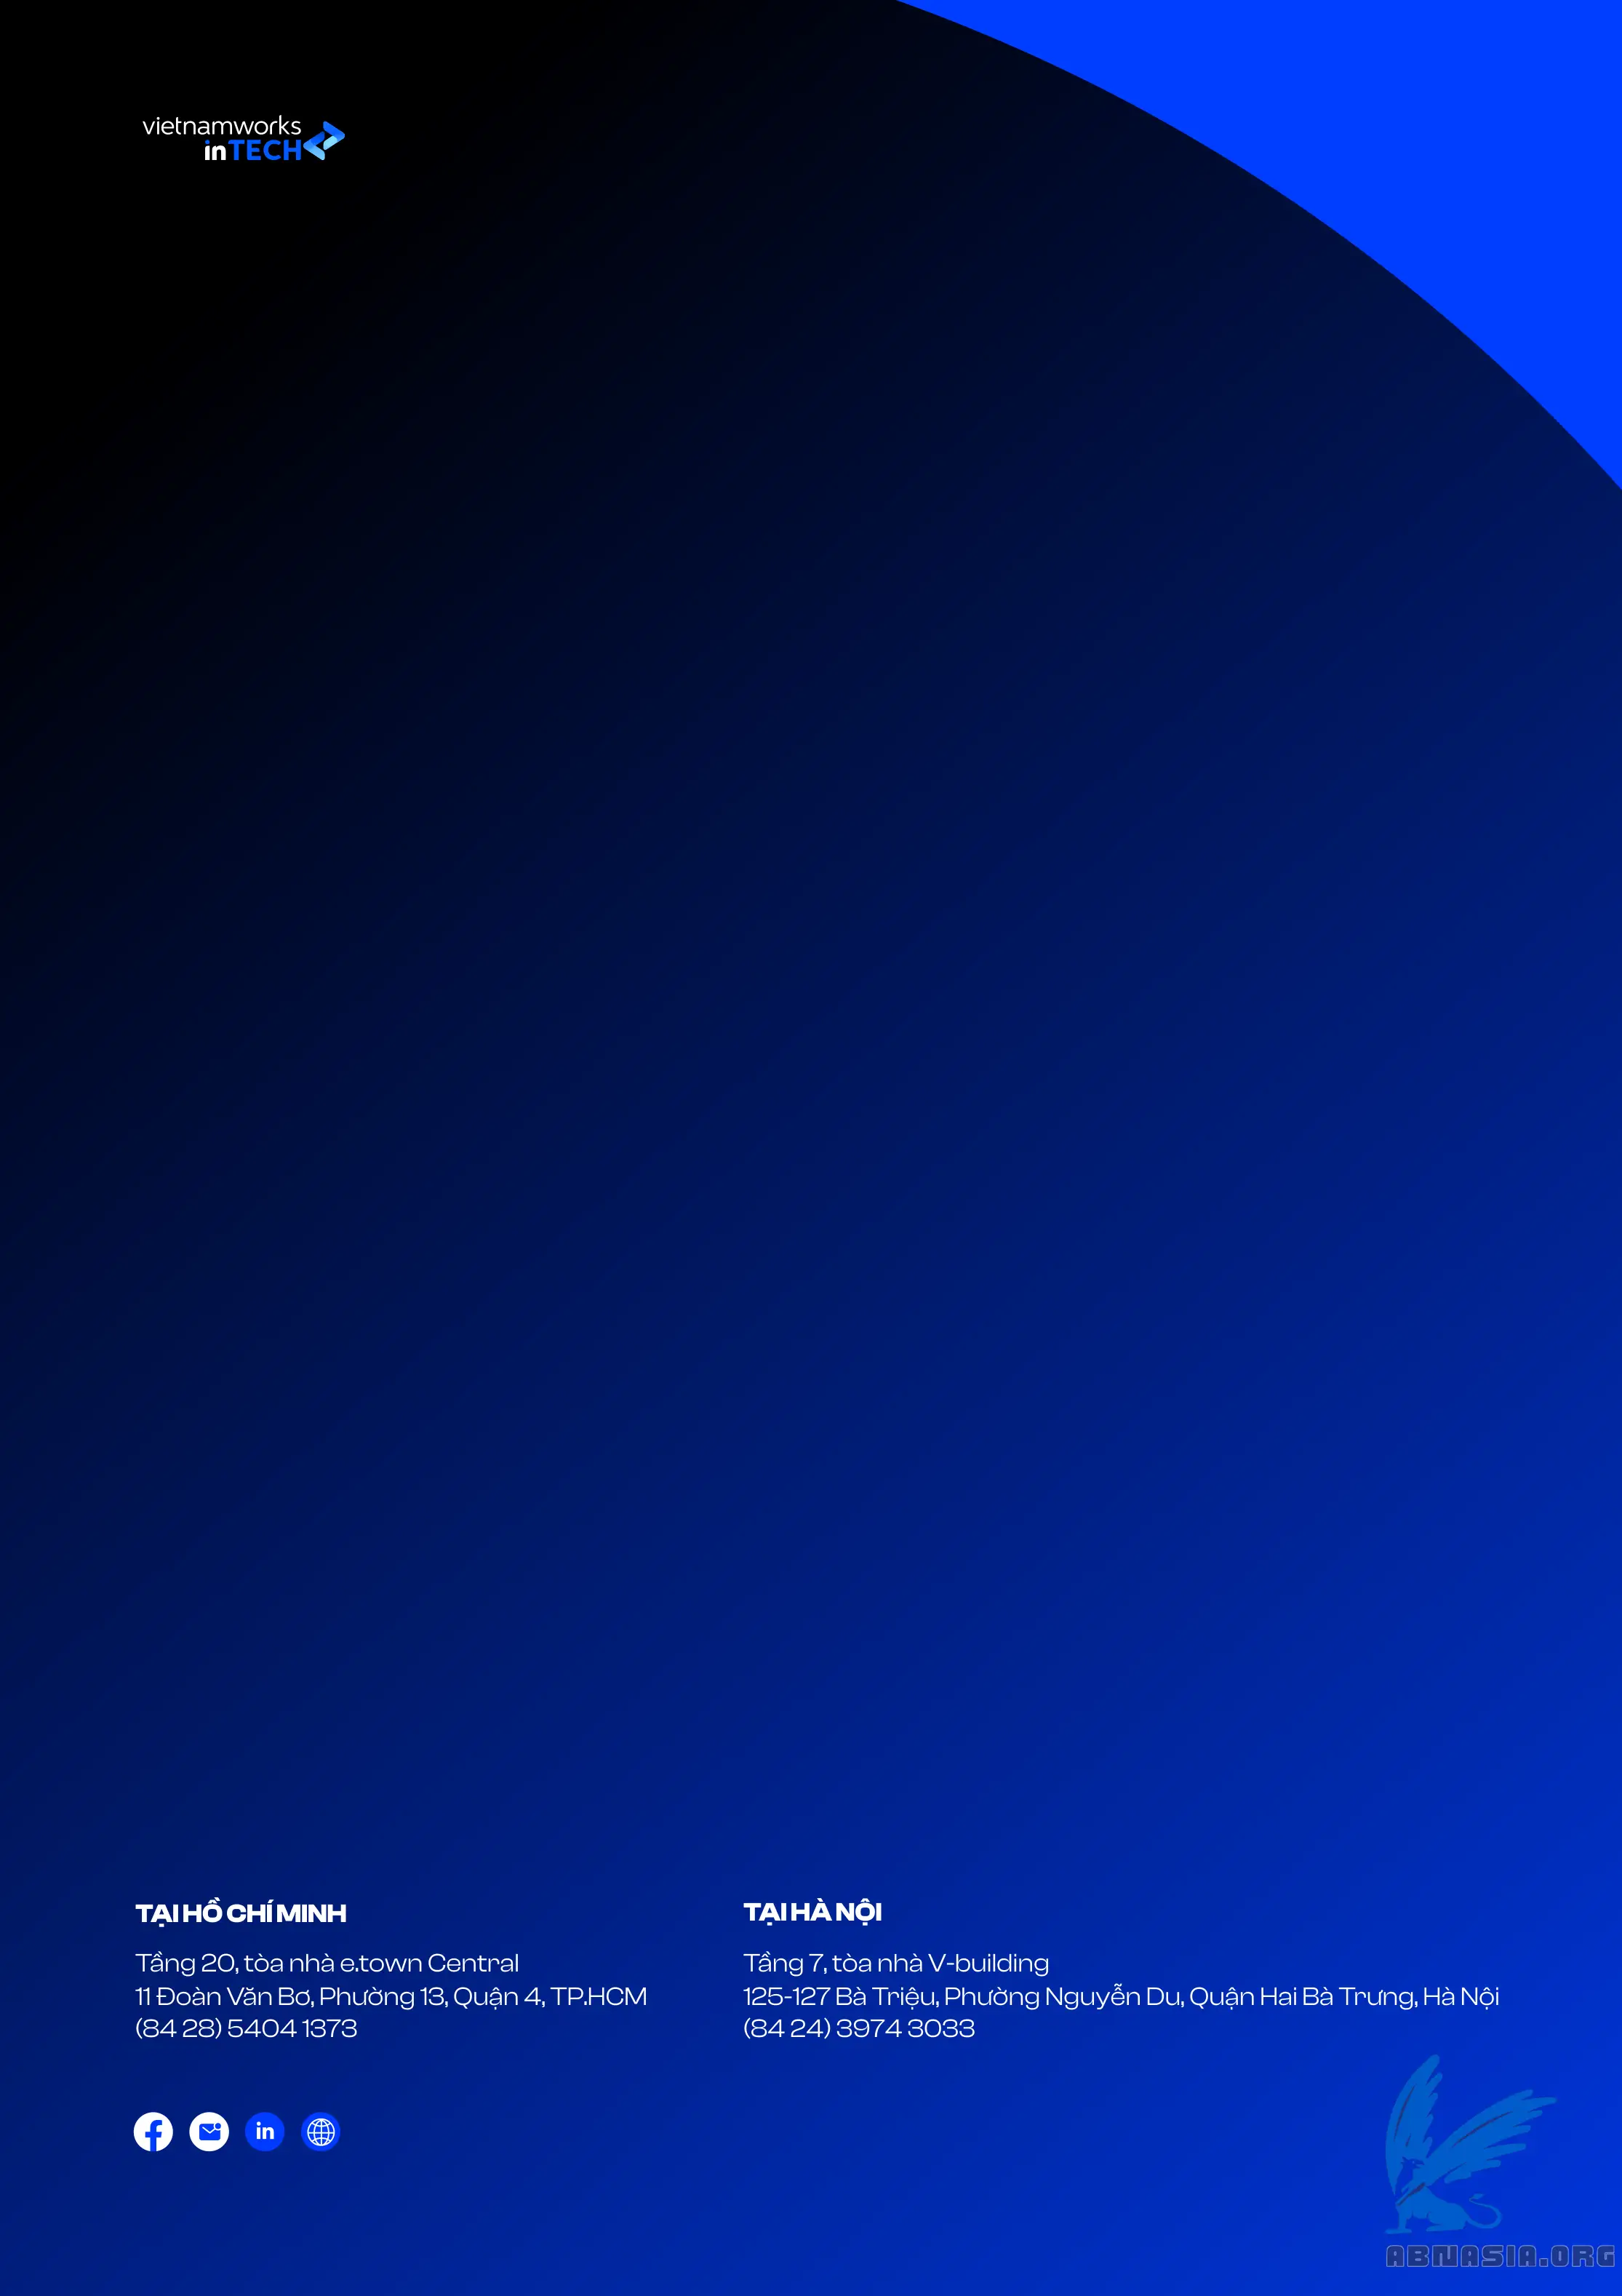 vietnamworks
inTECH
TẠI HỒ CHÍ MINH
Tầng 20, tòa nhà e.town Central
11 Đoàn Văn Bơ, Phường 13, Quận 4, TP.HCM
(84 28) 5404 1373
TẠI HÀ NỘI
Tầng 7, tòa nhà V-building
125-127 Bà Triệu, Phường Nguyễn Du, Quận Hai Bà Trưng, Hà Nội
(84 24) 3974 3033
in
ABNASIA.ORG